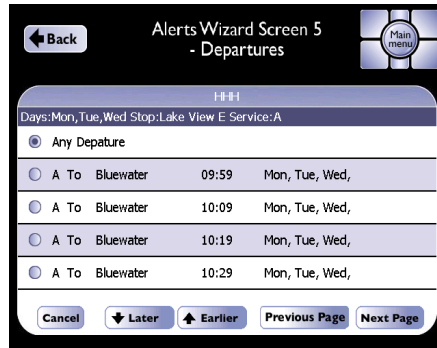 Back
Alerts Wizard Screen 5
- Departures
Main
menu
HHH
Days:Mon,Tue,Wed Stop:Lake View E Service:A
Any Depature
A To Bluewater 09:59 Mon, Tue, Wed,
A To Bluewater 10:09 Mon, Tue, Wed,
A To Bluewater 10:19 Mon, Tue, Wed,
A To Bluewater 10:29 Mon, Tue, Wed,
Cancel Later Earlier Previous Page Next Page